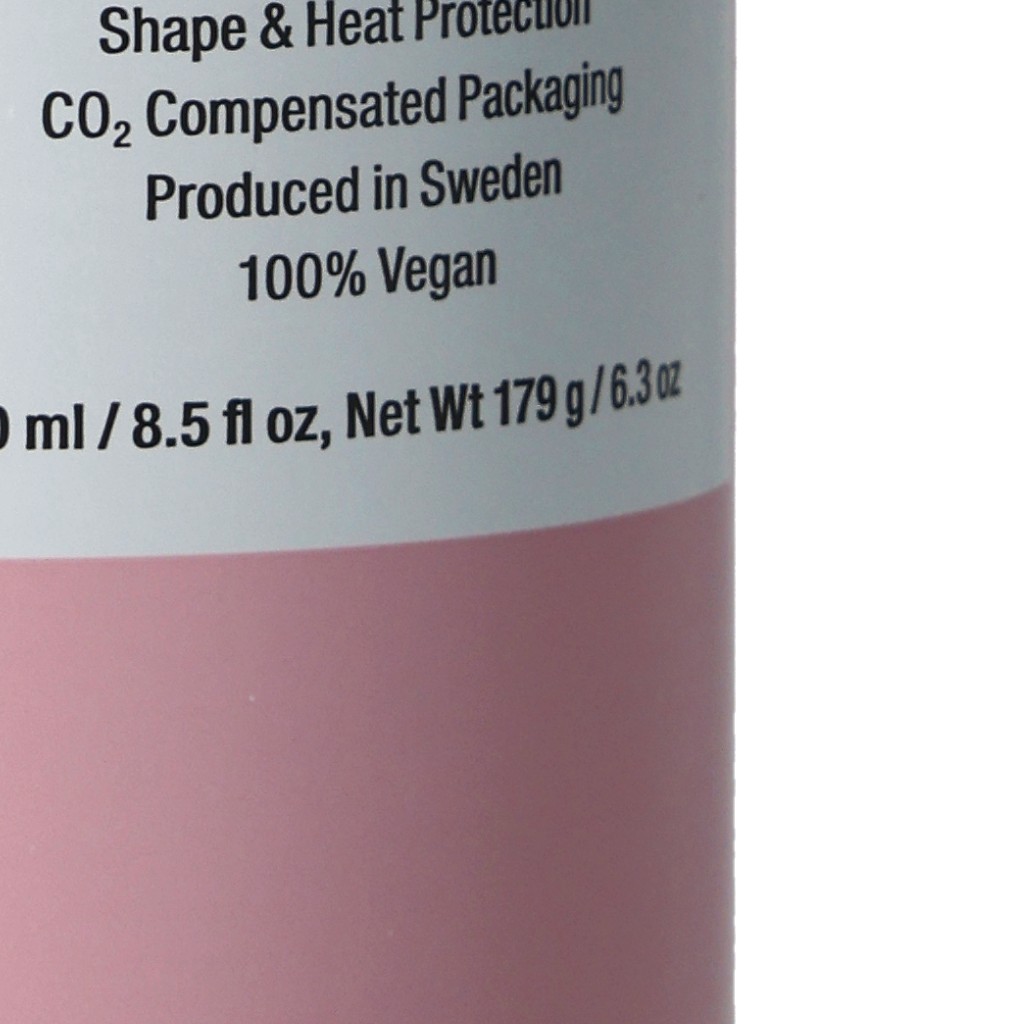 Shape & Heat Protection
CO₂ Compensated Packaging
Produced in Sweden
100% Vegan
0 ml / 8.5 fl oz, Net Wt 179 g / 6.3 oz